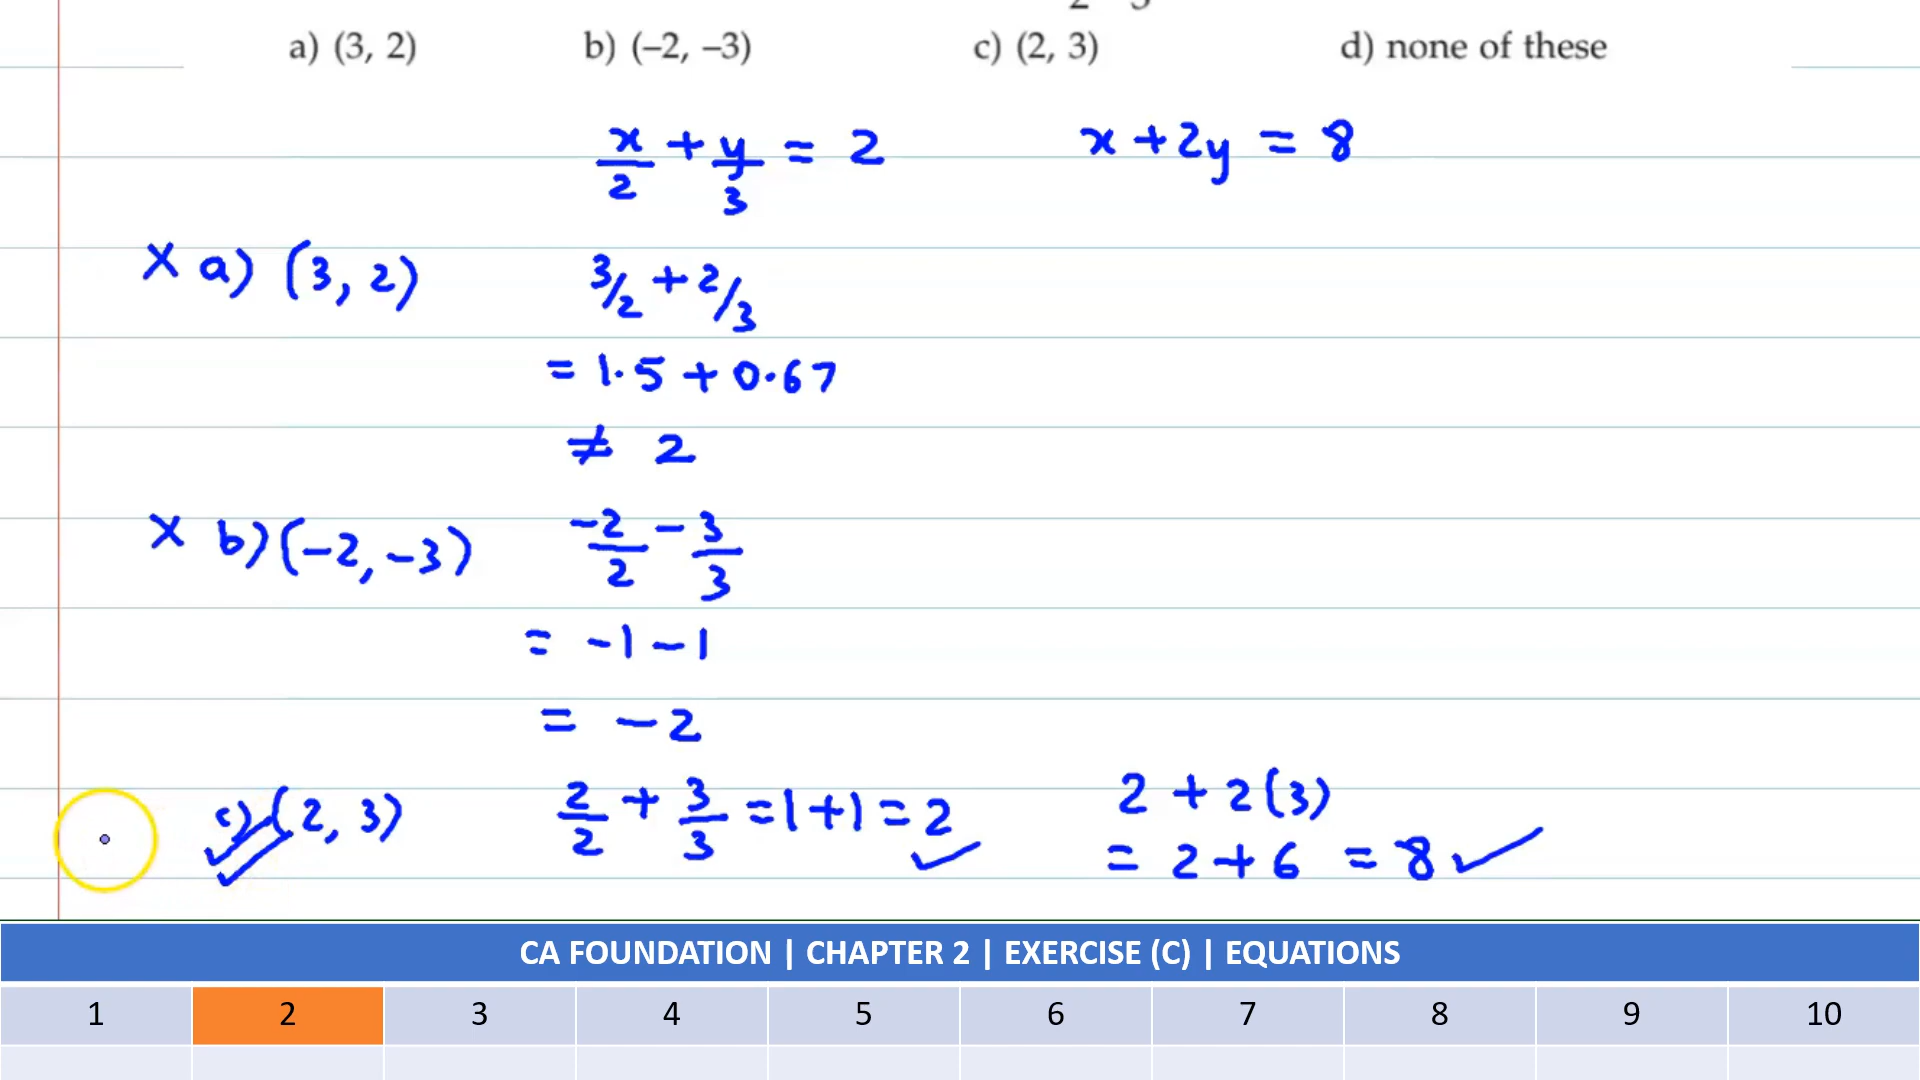 2 3
a) (3, 2) b) (–2, –3) c) (2, 3) d) none of these
x/2 + y/3 = 2 x + 2y = 8
X a) (3, 2) 3/2 + 2/3
= 1.5 + 0.67
≠ 2
X b) (-2, -3) -2/2 - 3/3
= -1 - 1
= -2
c) (2, 3) 2/2 + 3/3 = 1 + 1 = 2 ✓ 2 + 2(3)
= 2 + 6 = 8 ✓
CA FOUNDATION | CHAPTER 2 | EXERCISE (C) | EQUATIONS
1 2 3 4 5 6 7 8 9 10